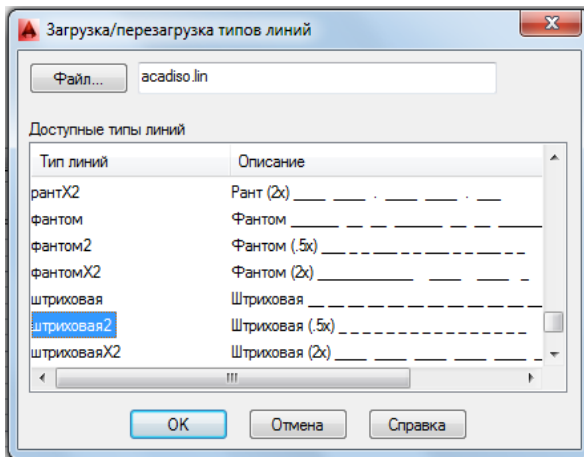 Загрузка/перезагрузка типов линий
Файл... acadiso.lin
Доступные типы линий
Тип линий Описание
рантX2 Рант (2x) ____ ____ . ____ ____ . ___
фантом Фантом ______ __ __ ______ __ __ ______
фантом2 Фантом (.5x) ___ _ _ ___ _ _ ___ _ _ ___ _ _
фантомX2 Фантом (2x)____________ ____ ____ _
штриховая Штриховая __ __ __ __ __ __ __ __ __ __ __
штриховая2 Штриховая (.5x) _ _ _ _ _ _ _ _ _ _ _ _ _ _ _ _
штриховаяX2 Штриховая (2x) ____ ____ ____ ____ ____ _
OK Отмена Справка